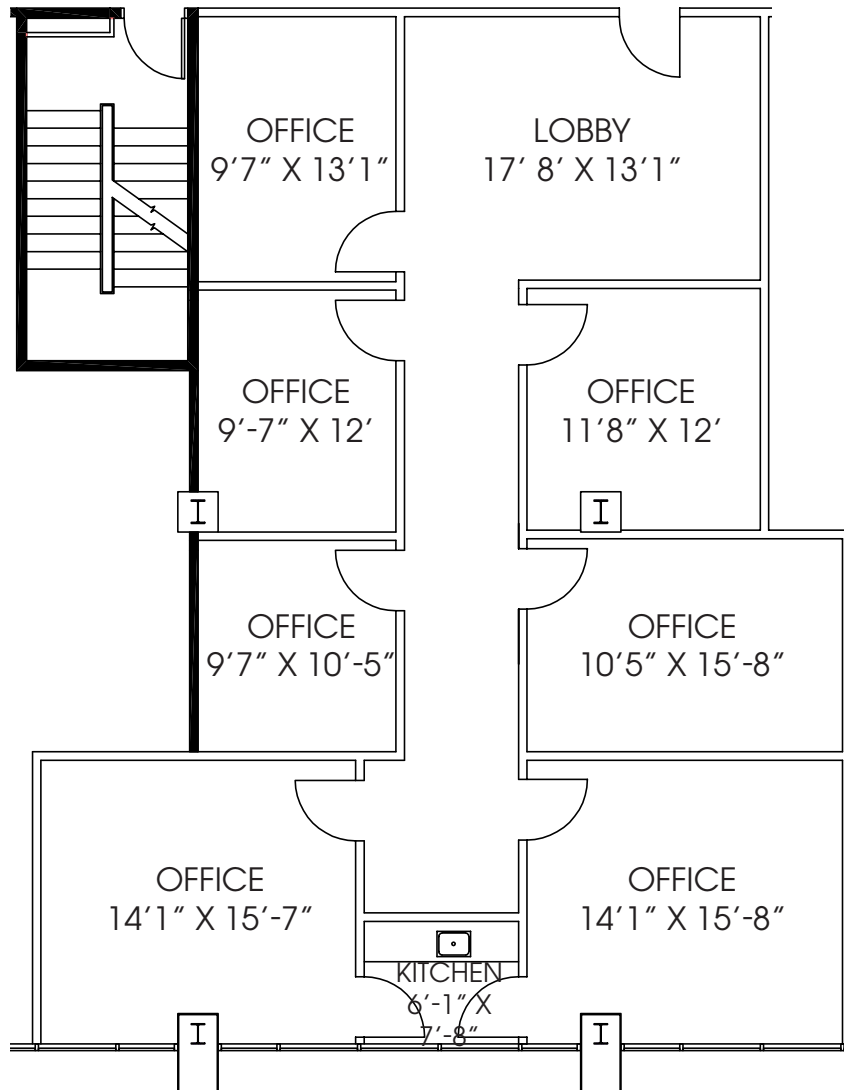 OFFICE
9’7” X 13’1”
LOBBY
17’ 8’ X 13’1”
OFFICE
9’-7” X 12’
OFFICE
11’8” X 12’
OFFICE
9’7” X 10’-5”
OFFICE
10’5” X 15’-8”
OFFICE
14’1” X 15’-7”
OFFICE
14’1” X 15’-8”
KITCHEN
6’-1” X
7’-8”